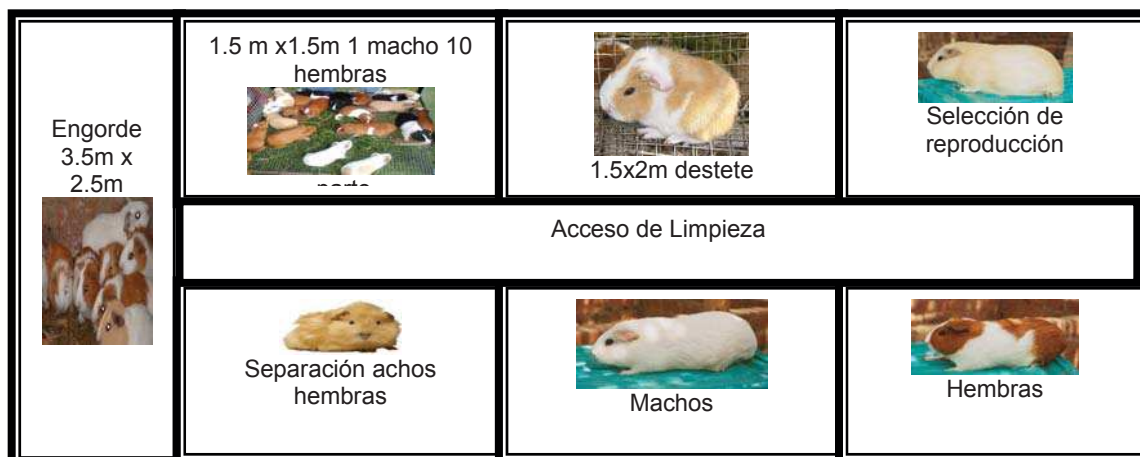 Engorde
3.5m x
2.5m
1.5 m x1.5m 1 macho 10
hembras
1.5x2m destete
Selección de
reproducción
Acceso de Limpieza
Separación achos
hembras
Machos
Hembras